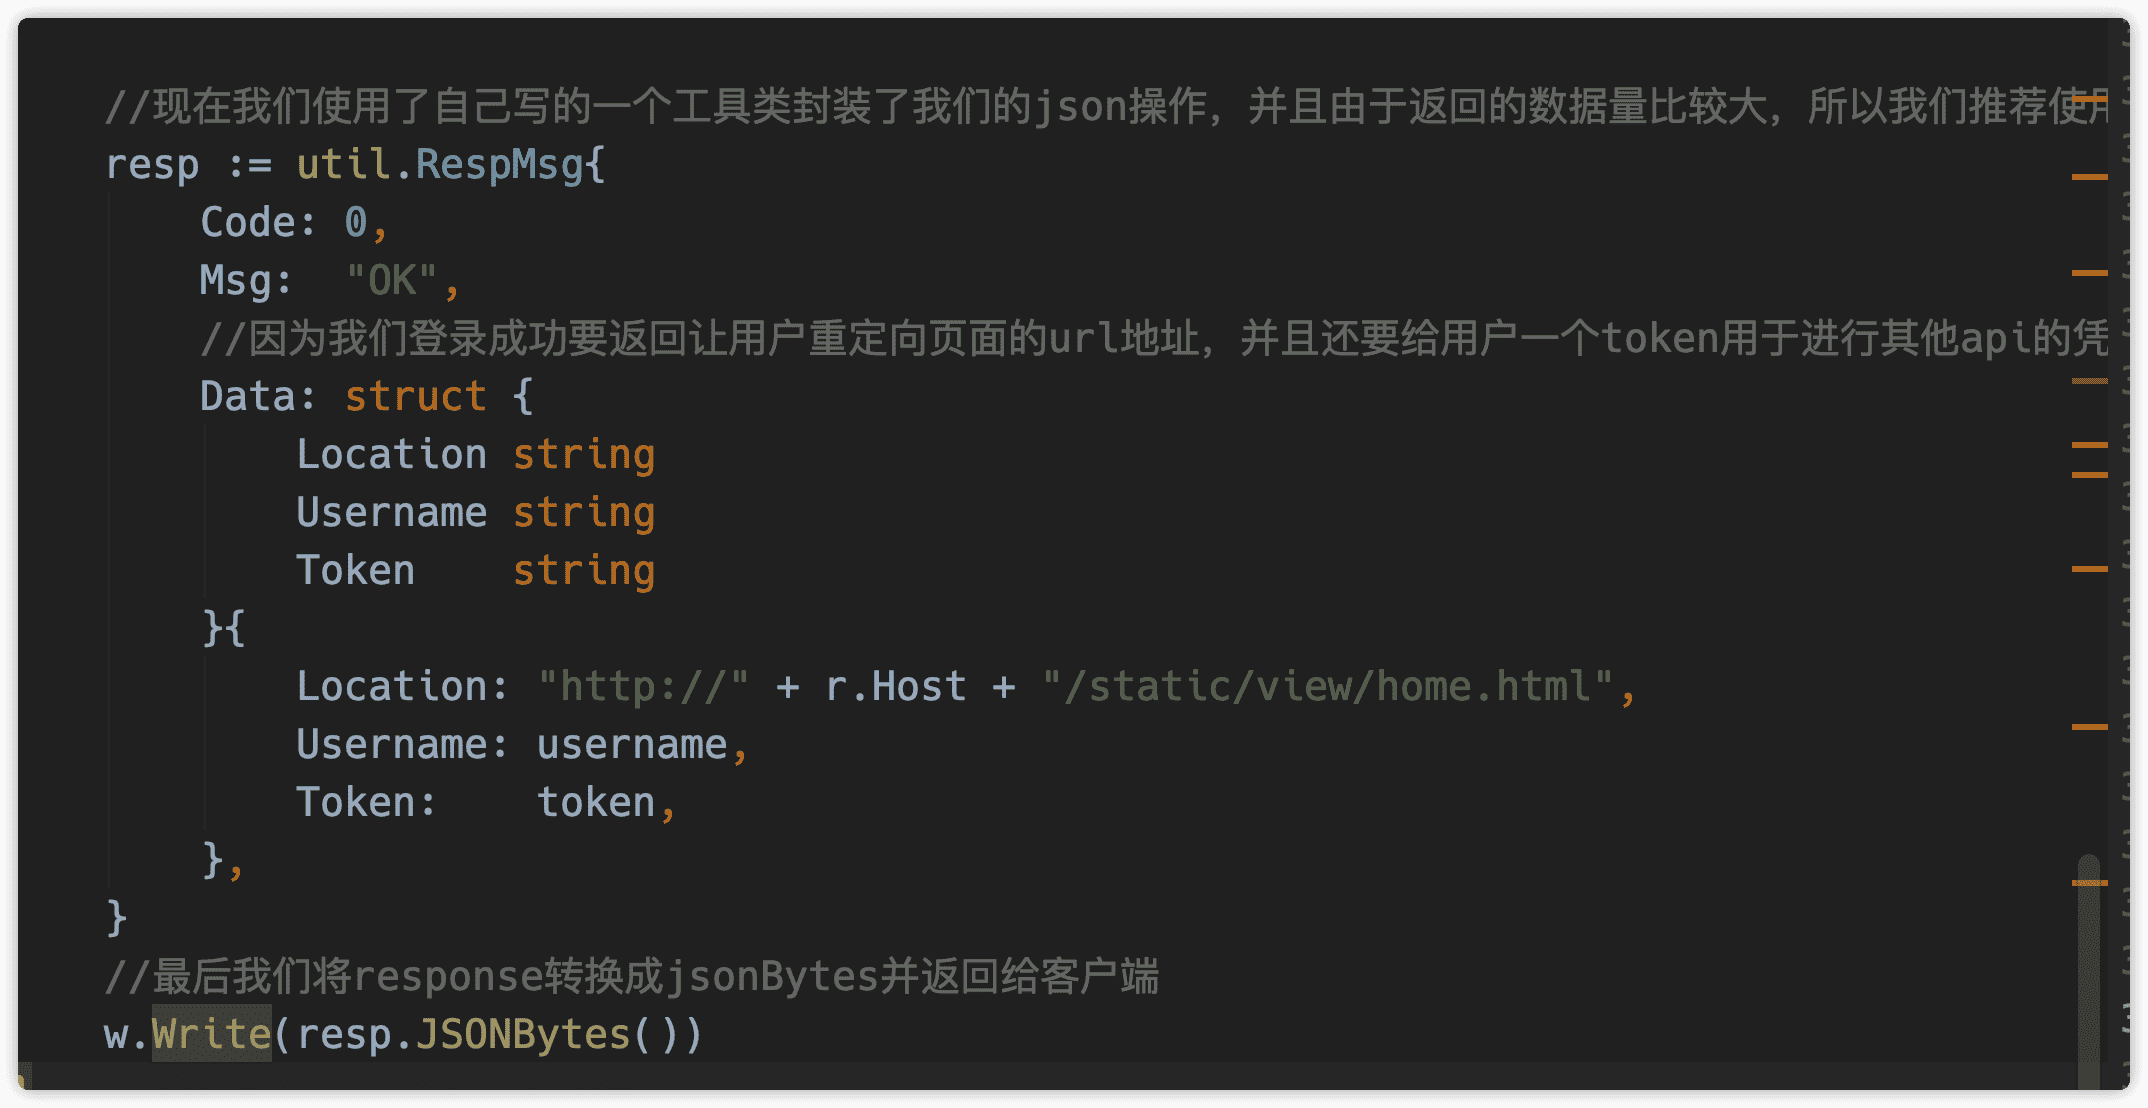 //现在我们使用了自己写的一个工具类封装了我们的json操作，并且由于返回的数据量比较大，所以我们推荐使用
resp := util.RespMsg{
    Code: 0,
    Msg:  "OK",
    //因为我们登录成功要返回让用户重定向页面的url地址，并且还要给用户一个token用于进行其他api的凭
    Data: struct {
        Location string
        Username string
        Token    string
    }{
        Location: "http://" + r.Host + "/static/view/home.html",
        Username: username,
        Token:    token,
    },
}
//最后我们将response转换成jsonBytes并返回给客户端
w.Write(resp.JSONBytes())